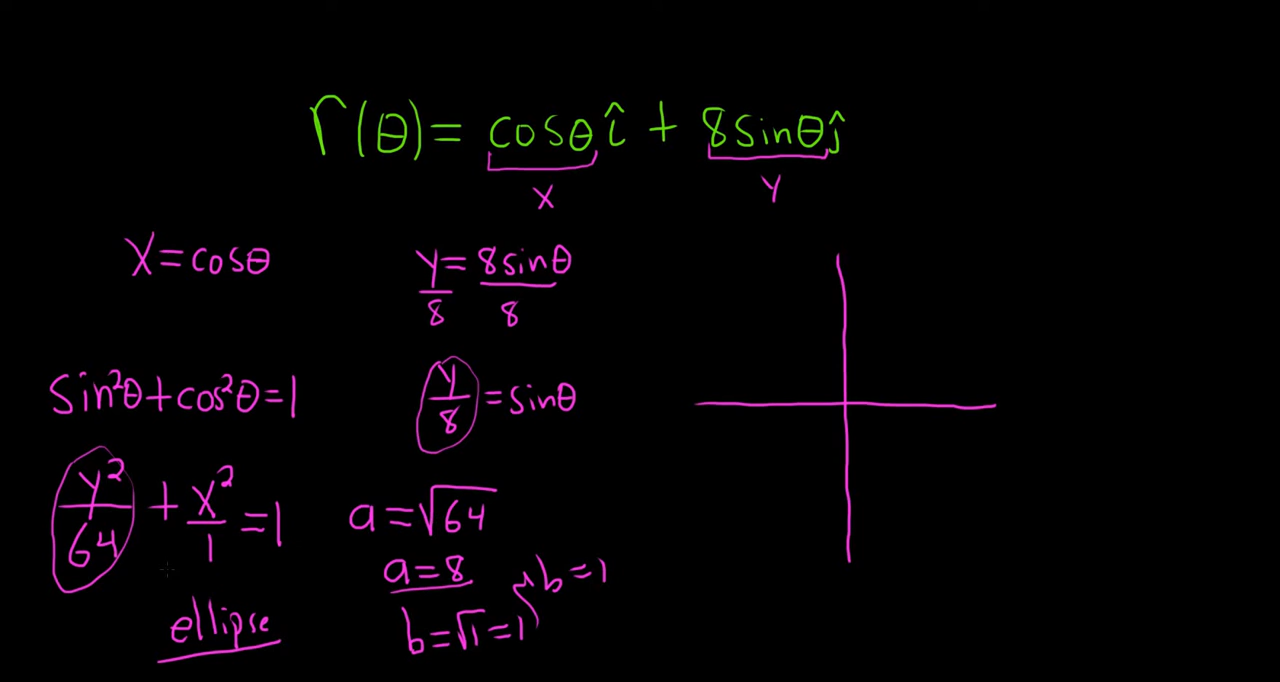 r(θ) = cosθ î + 8sinθ ĵ
x y
x = cosθ
y/8 = 8sinθ/8
sin²θ + cos²θ = 1
y/8 = sinθ
y²/64 + x²/1 = 1
a = √64
a = 8
b = √1 = 1
b = 1
ellipse